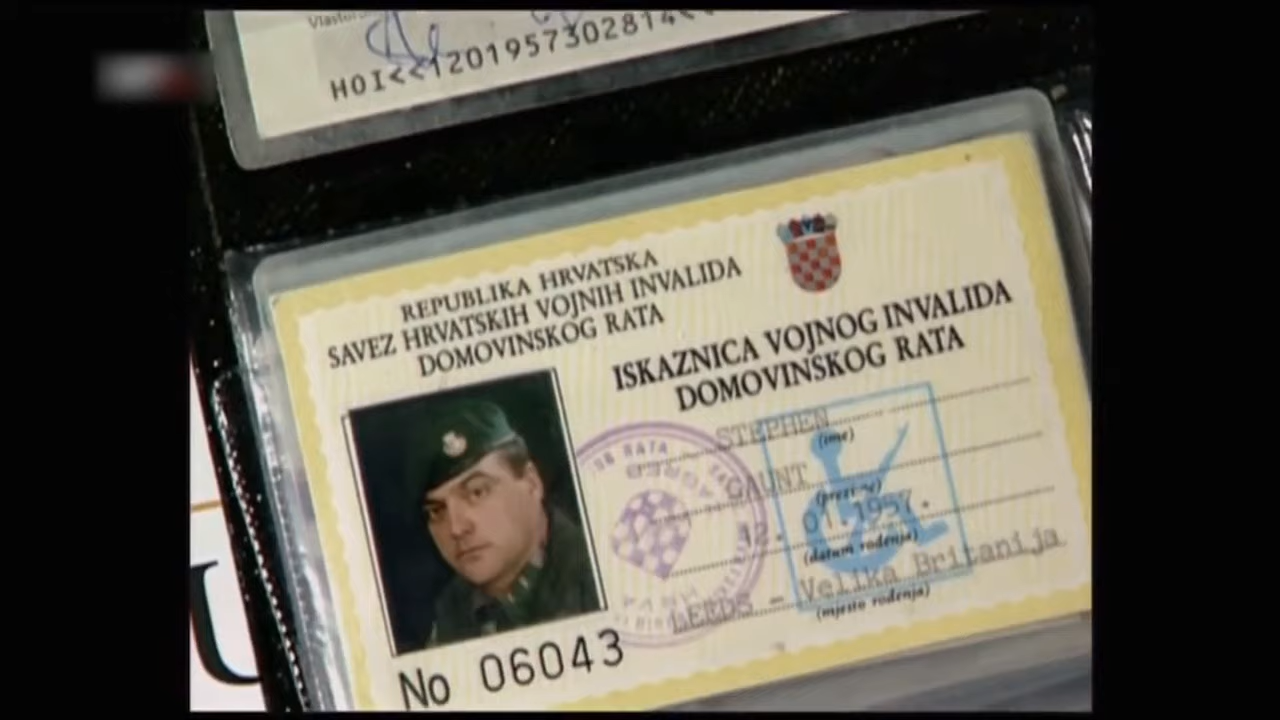 HOI<<1201957302814<<
REPUBLIKA HRVATSKA
SAVEZ HRVATSKIH VOJNIH INVALIDA
DOMOVINSKOG RATA
ISKAZNICA VOJNOG INVALIDA
DOMOVINSKOG RATA
STEPHEN
(ime)
GAUNT
(prezime)
12. 01. 1957.
(datum rođenja)
LEEDS - Velika Britanija
(mjesto rođenja)
No 06043